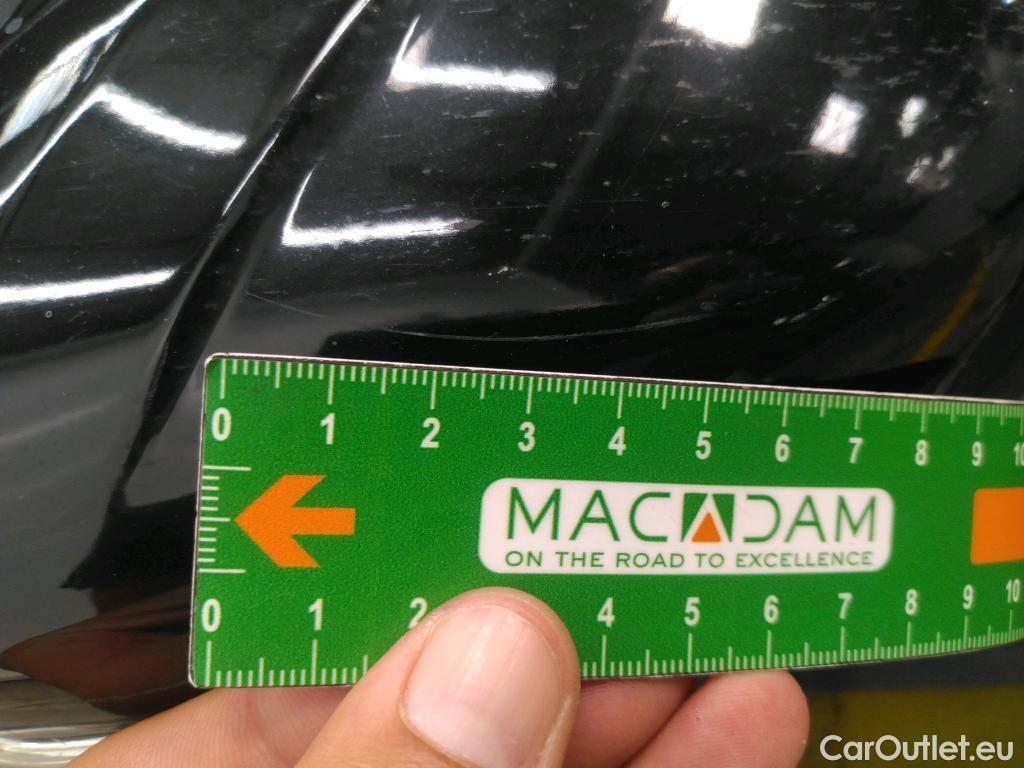 0 1 2 3 4 5 6 7 8 9 10
MACADAM
ON THE ROAD TO EXCELLENCE
0 1 2 4 5 6 7 8 9 10
CarOutlet.eu